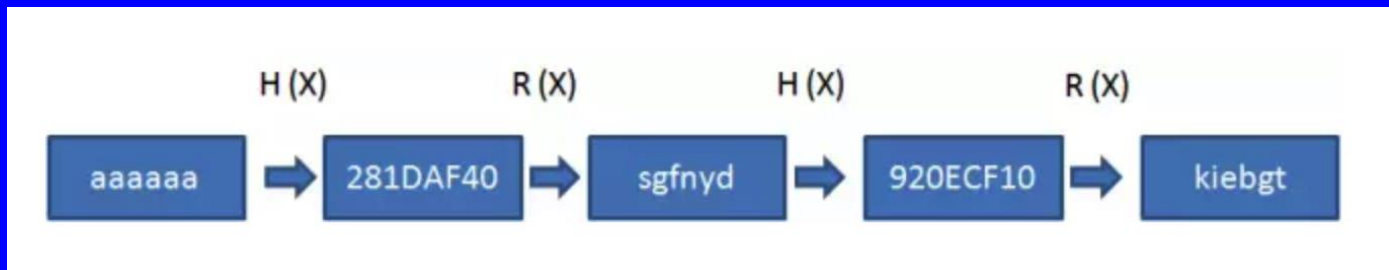 H (X) R (X) H (X) R (X)
aaaaaa 281DAF40 sgfnyd 920ECF10 kiebgt